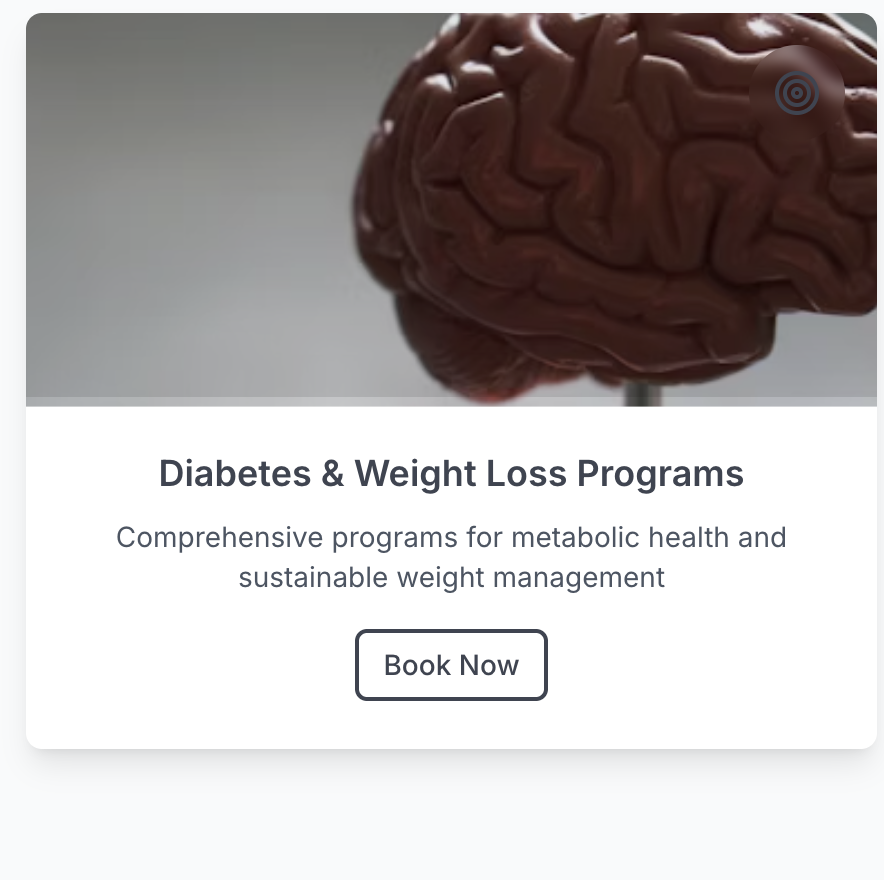 Diabetes & Weight Loss Programs
Comprehensive programs for metabolic health and
sustainable weight management
Book Now